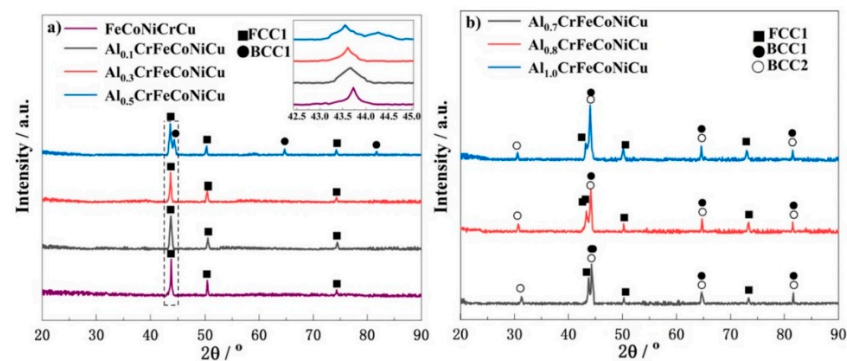 a)
FeCoNiCrCu
Al0.1CrFeCoNiCu
Al0.3CrFeCoNiCu
Al0.5CrFeCoNiCu
FCC1
BCC1
42.5 43.0 43.5 44.0 44.5 45.0
Intensity / a.u.
20 30 40 50 60 70 80 90
2θ / °
b)
Al0.7CrFeCoNiCu
Al0.8CrFeCoNiCu
Al1.0CrFeCoNiCu
FCC1
BCC1
BCC2
Intensity / a.u.
20 30 40 50 60 70 80 90
2θ / °